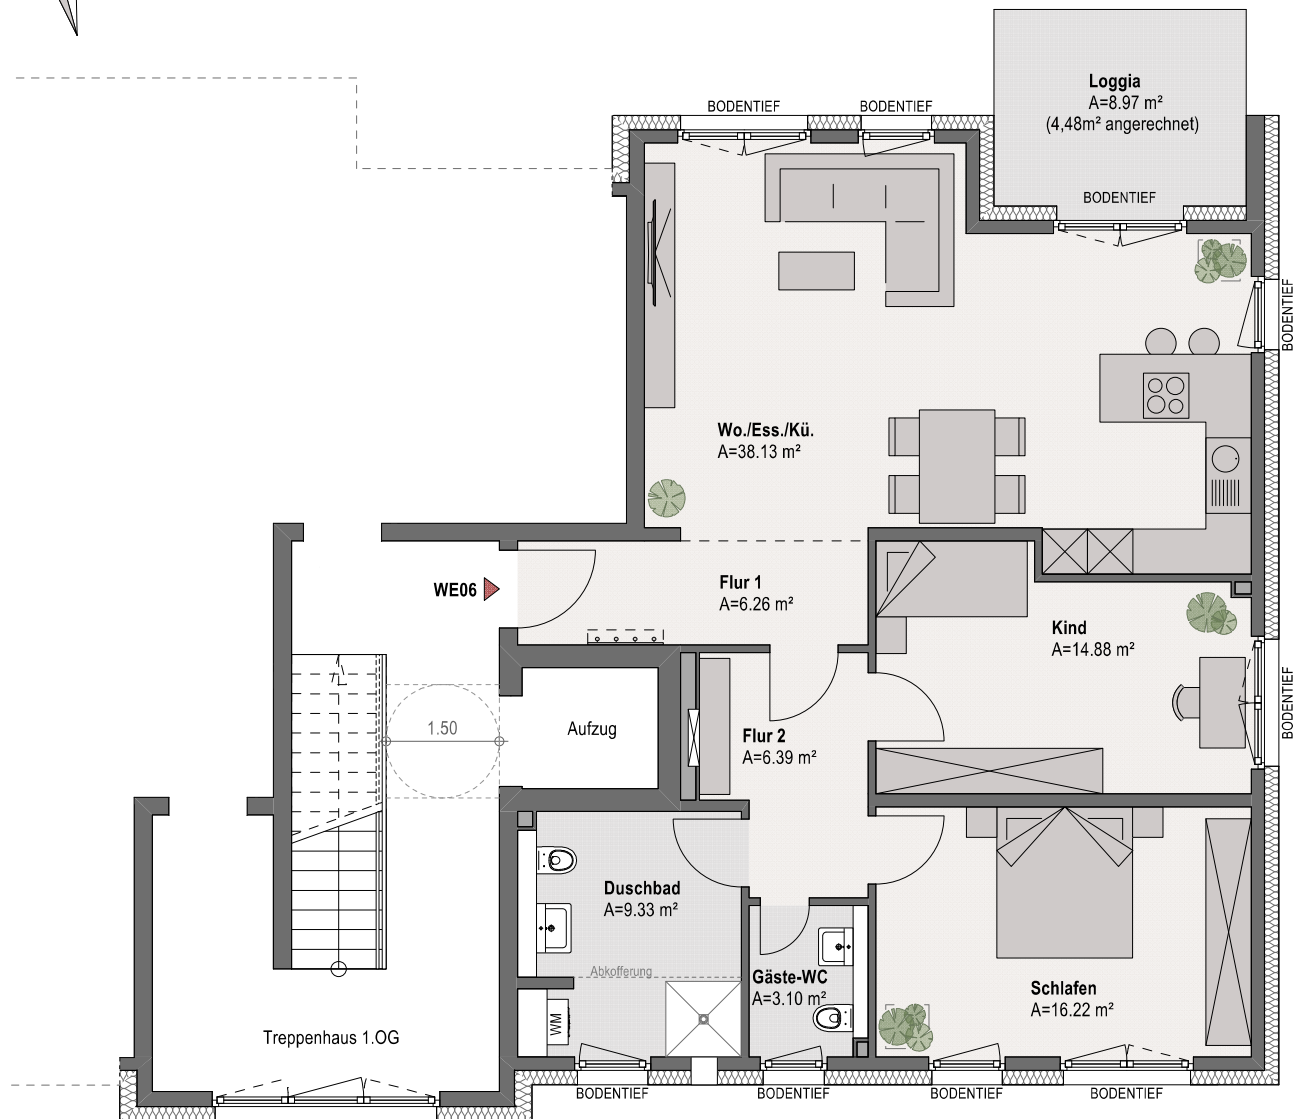 Loggia
A=8.97 m²
(4,48m² angerechnet)
BODENTIEF
BODENTIEF
BODENTIEF
BODENTIEF
Wo./Ess./Kü.
A=38.13 m²
WE06
Flur 1
A=6.26 m²
Kind
A=14.88 m²
BODENTIEF
1.50
Aufzug
Flur 2
A=6.39 m²
Duschbad
A=9.33 m²
Abkofferung
Gäste-WC
A=3.10 m²
Schlafen
A=16.22 m²
WM
Treppenhaus 1.OG
BODENTIEF
BODENTIEF
BODENTIEF
BODENTIEF